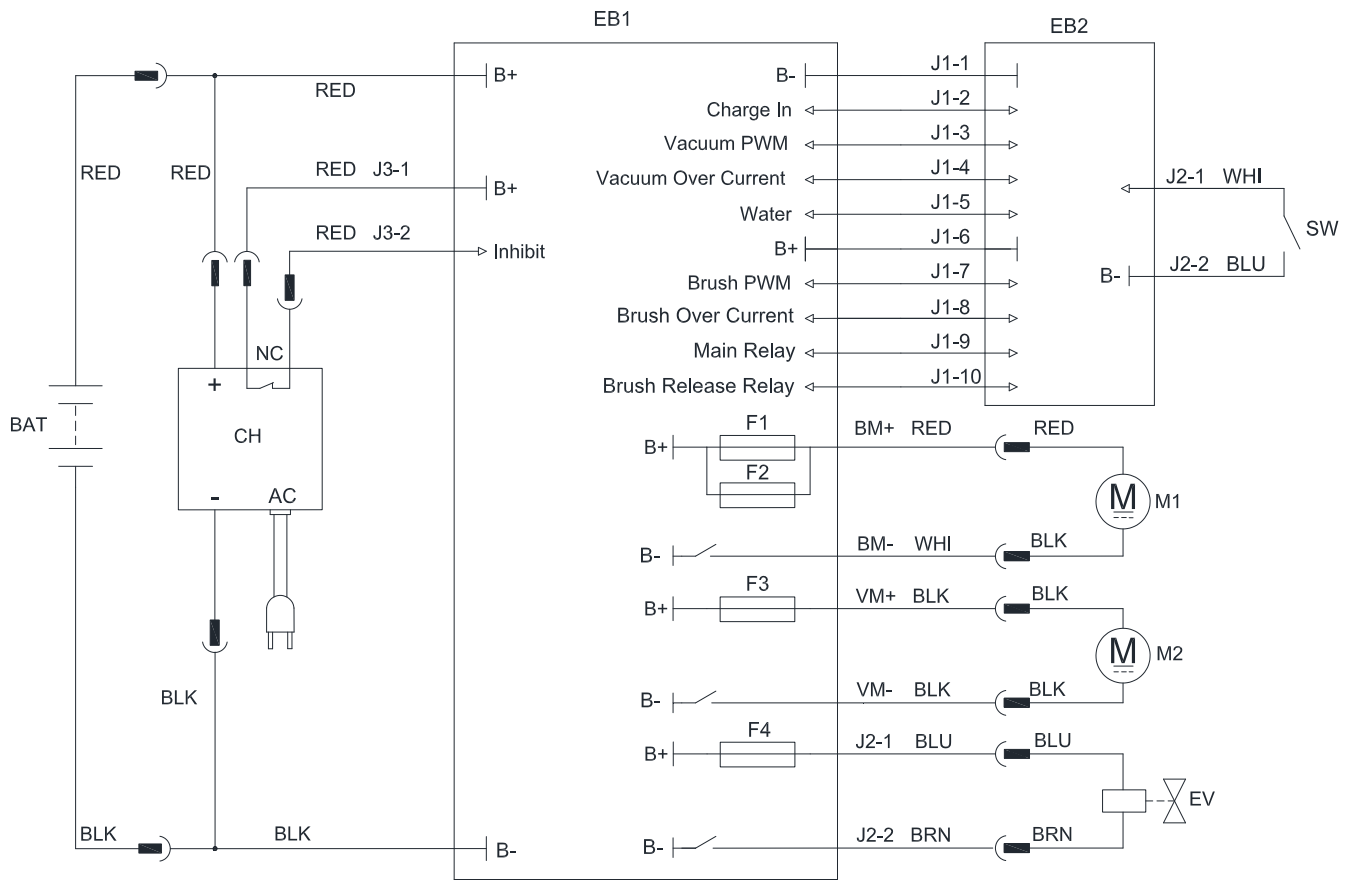 EB1
EB2
RED
B+
B-
J1-1
Charge In
J1-2
Vacuum PWM
J1-3
RED
RED
RED J3-1
B+
Vacuum Over Current
J1-4
J2-1 WHI
Water
J1-5
SW
RED J3-2
Inhibit
B+
J1-6
Brush PWM
J1-7
B-
J2-2 BLU
Brush Over Current
J1-8
NC
Main Relay
J1-9
+
Brush Release Relay
J1-10
BAT
CH
F1
B+
BM+ RED
RED
F2
-
AC
M
M1
B-
BM- WHI
BLK
F3
B+
VM+ BLK
BLK
M
M2
BLK
B-
VM- BLK
BLK
F4
B+
J2-1 BLU
BLU
EV
BLK
BLK
B-
B-
J2-2 BRN
BRN